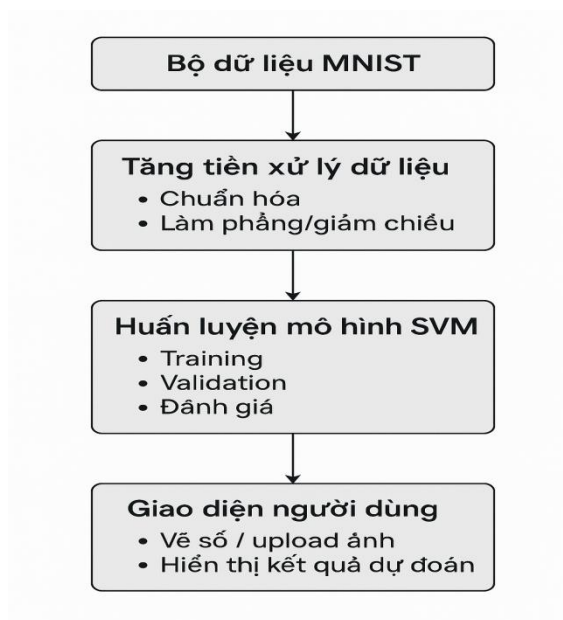 Bộ dữ liệu MNIST
Tăng tiền xử lý dữ liệu
• Chuẩn hóa
• Làm phẳng/giảm chiều
Huấn luyện mô hình SVM
• Training
• Validation
• Đânh giá
Giao diện người dùng
• Vẽ số / upload ảnh
• Hiển thị kết quả dự đoán